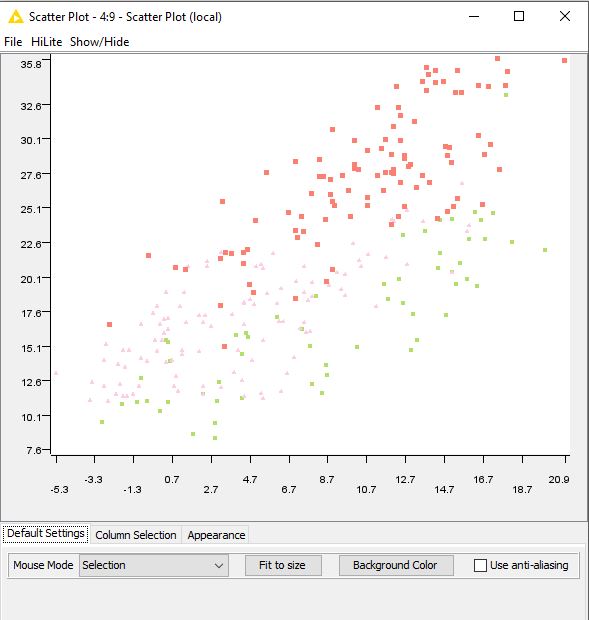 Scatter Plot - 4:9 - Scatter Plot (local)
File HiLite Show/Hide
35.8
32.6
30.1
27.6
25.1
22.6
20.1
17.6
15.1
12.6
10.1
7.6
-5.3 -3.3 -1.3 0.7 2.7 4.7 6.7 8.7 10.7 12.7 14.7 16.7 18.7 20.9
Default Settings Column Selection Appearance
Mouse Mode Selection Fit to size Background Color Use anti-aliasing